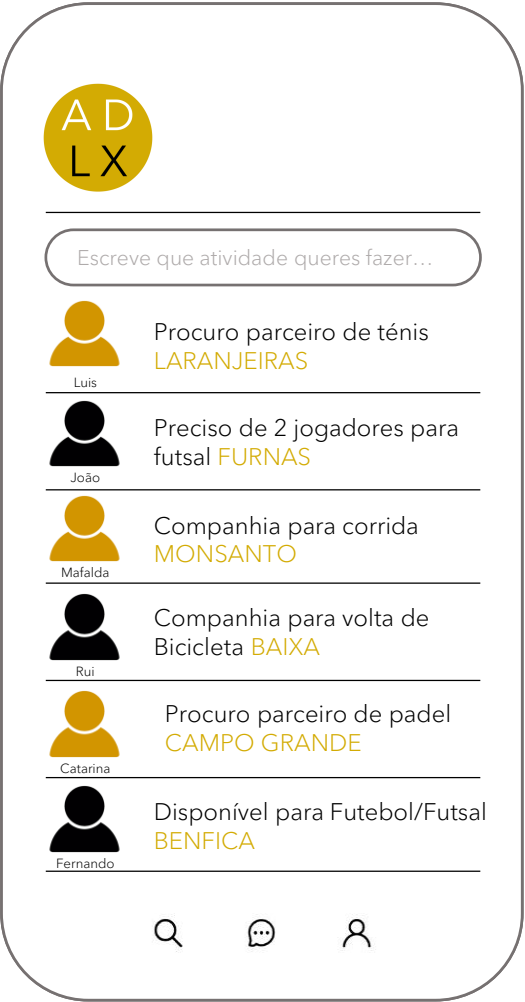 A D
L X
Escreve que atividade queres fazer…
Procuro parceiro de ténis
LARANJEIRAS
Luis
Preciso de 2 jogadores para
futsal FURNAS
João
Companhia para corrida
MONSANTO
Mafalda
Companhia para volta de
Bicicleta BAIXA
Rui
Procuro parceiro de padel
CAMPO GRANDE
Catarina
Disponível para Futebol/Futsal
BENFICA
Fernando